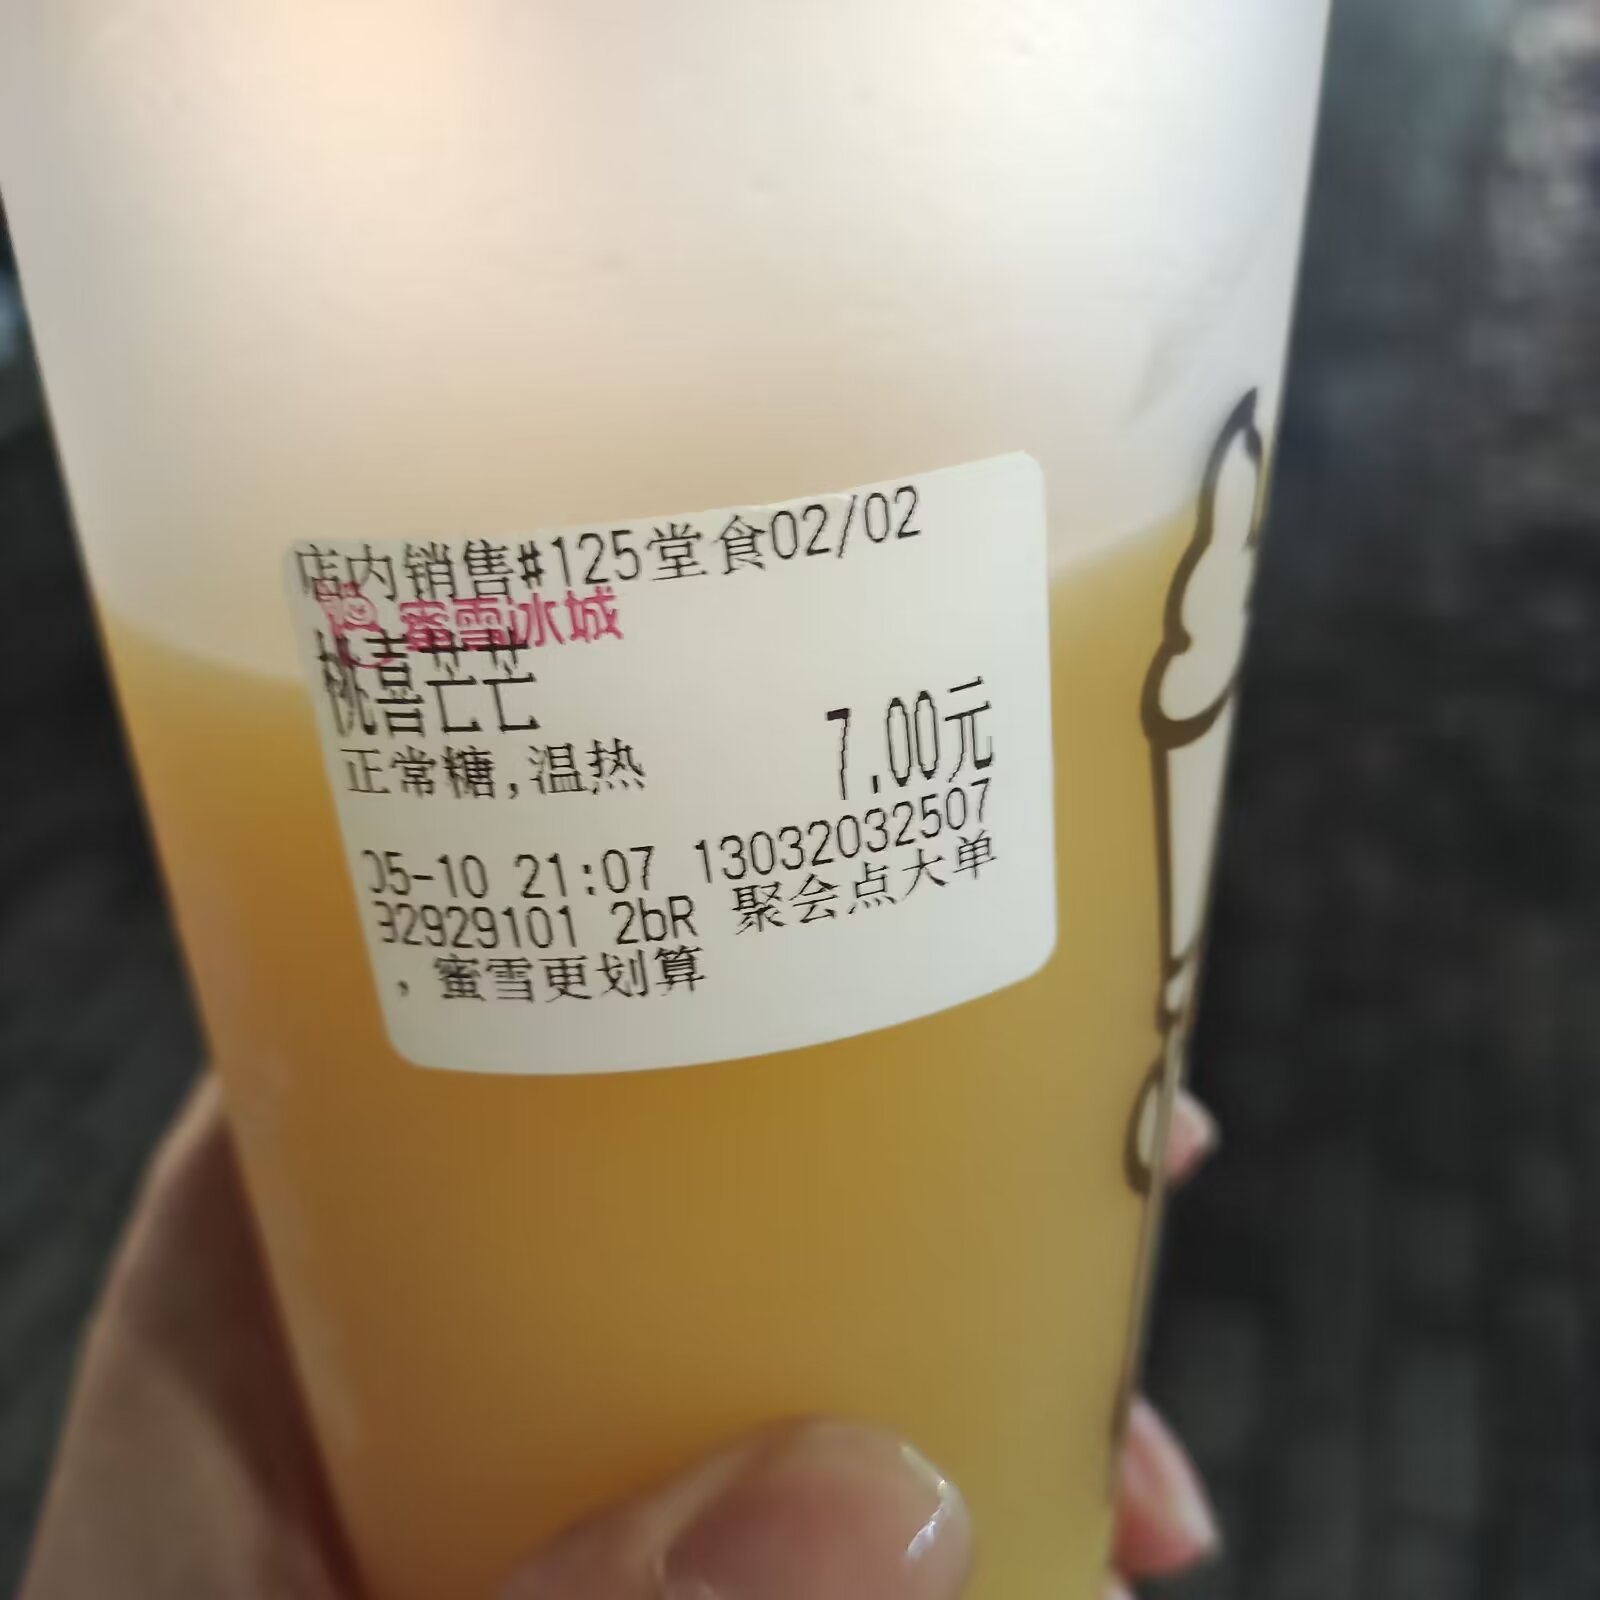 店内销售#125堂食02/02
蜜雪冰城
桃喜芒芒
正常糖,温热
7.00元
05-10 21:07 13032032507
92929101 2bR 聚会点大单
,蜜雪更划算